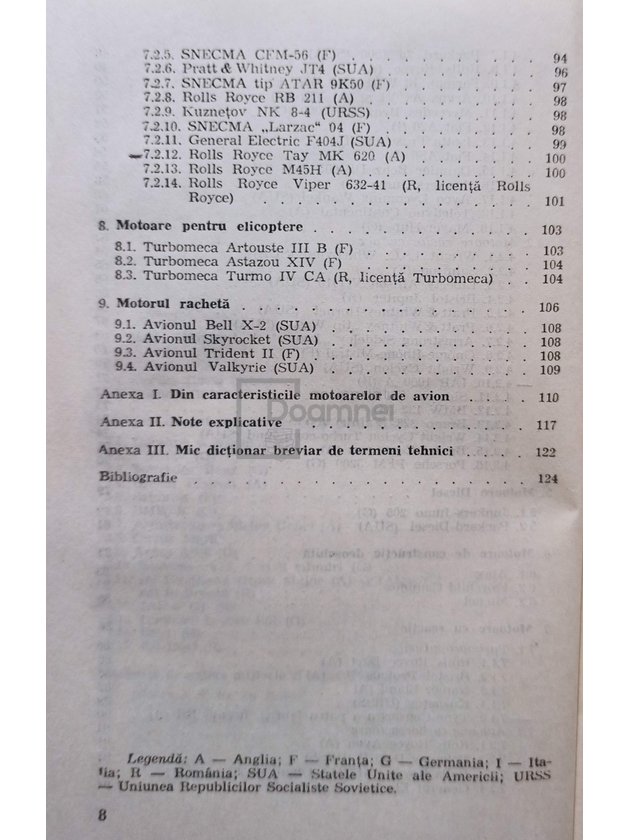 7.2.5. SNECMA CFM-56 (F) . . . . . . . . . 94
7.2.6. Pratt & Whitney JT4 (SUA) . . . . . . . . 96
7.2.7. SNECMA tip ATAR 9K50 (F) . . . . . . . 97
7.2.8. Rolls Royce RB 211 (A) . . . . . . . . . 98
7.2.9. Kuznețov NK 8-4 (URSS) . . . . . . . . 98
7.2.10. SNECMA „Larzac" 04 (F) . . . . . . . . 98
7.2.11. General Electric F404J (SUA) . . . . . . . 99
7.2.12. Rolls Royce Tay MK 620 (A) . . . . . . . 100
7.2.13. Rolls Royce M45H (A) . . . . . . . . . 100
7.2.14. Rolls Royce Viper 632-41 (R, licență Rolls
Royce) . . . . . . . . . . . . . . 101
8. Motoare pentru elicoptere . . . . . . . . . . . 103
8.1. Turbomeca Artouste III B (F) . . . . . . . . . 103
8.2. Turbomeca Astazou XIV (F) . . . . . . . . . 104
8.3. Turbomeca Turmo IV CA (R, licență Turbomeca) . . . 104
9. Motorul rachetă . . . . . . . . . . . . . . . 106
9.1. Avionul Bell X-2 (SUA) . . . . . . . . . . . 108
9.2. Avionul Skyrocket (SUA) . . . . . . . . . . . 108
9.3. Avionul Trident II (F) . . . . . . . . . . . . 108
9.4. Avionul Valkyrie (SUA) . . . . . . . . . . . 109
Anexa I. Din caracteristicile motoarelor de avion . . . . . 110
Doamnei
Anexa II. Note explicative . . . . . . . . . . . . 117
Anexa III. Mic dicționar breviar de termeni tehnici . . . . 122
Bibliografie . . . . . . . . . . . . . . . . . 124
Legendă: A — Anglia; F — Franța; G — Germania; I — Ita-
lia; R — România; SUA — Statele Unite ale Americii; URSS
— Uniunea Republicilor Socialiste Sovietice.
8